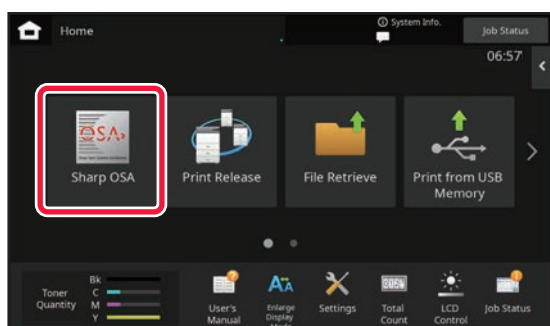 Home
System Info.
Job Status
06:57
OSA
Sharp OSA
Print Release
File Retrieve
Print from USB
Memory
Toner
Quantity
Bk
C
M
Y
User's
Manual
Enlarge
Display
Mode
Settings
Total
Count
LCD
Control
Job Status